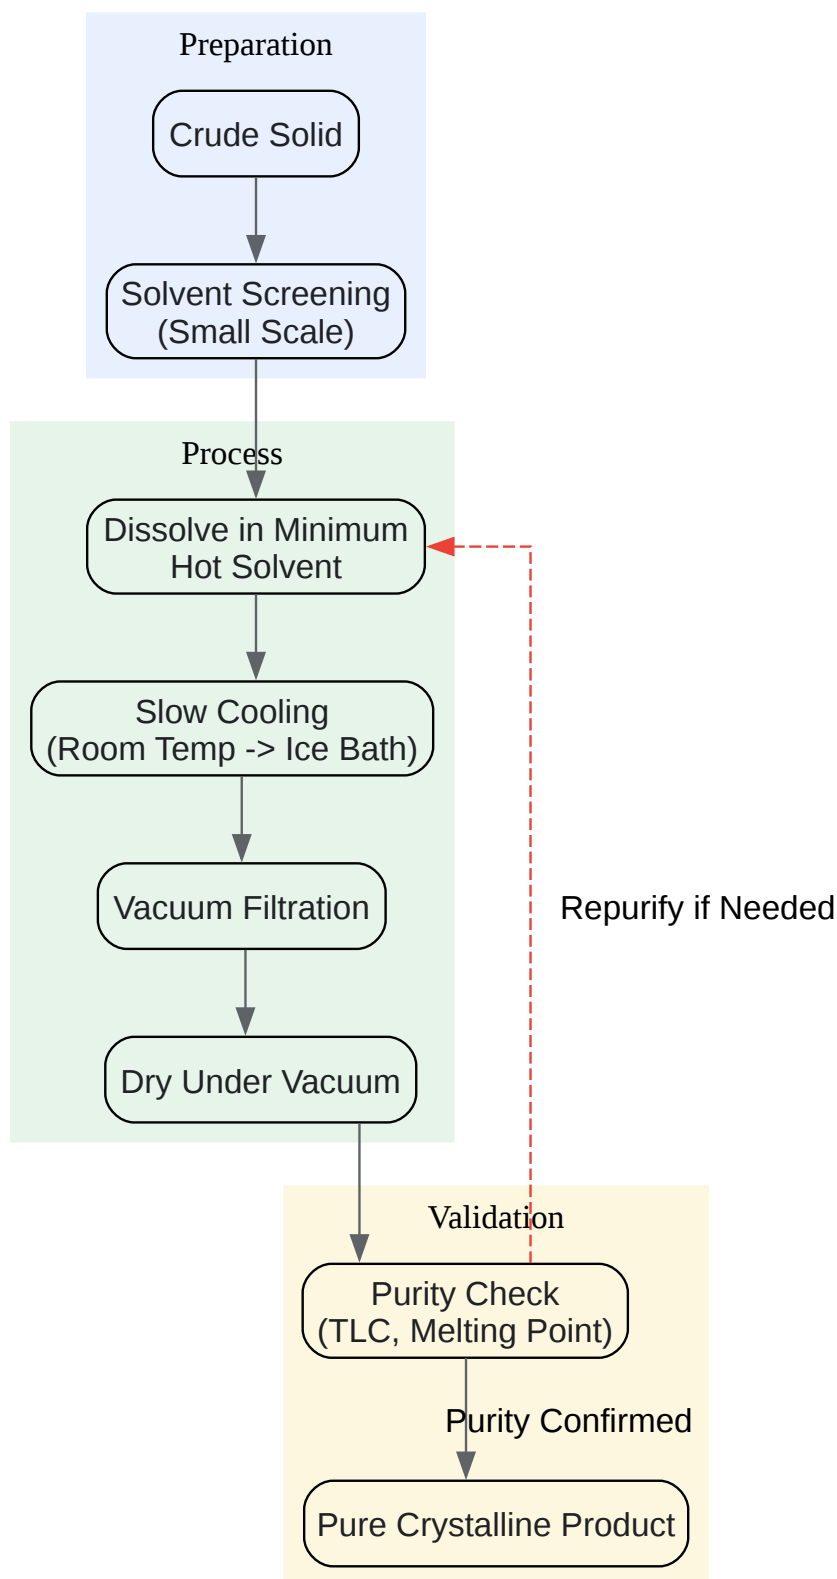 Preparation
Crude Solid
Solvent Screening
(Small Scale)
Process
Dissolve in Minimum
Hot Solvent
Slow Cooling
(Room Temp -> Ice Bath)
Vacuum Filtration
Repurify if Needed
Dry Under Vacuum
Validation
Purity Check
(TLC, Melting Point)
Purity Confirmed
Pure Crystalline Product